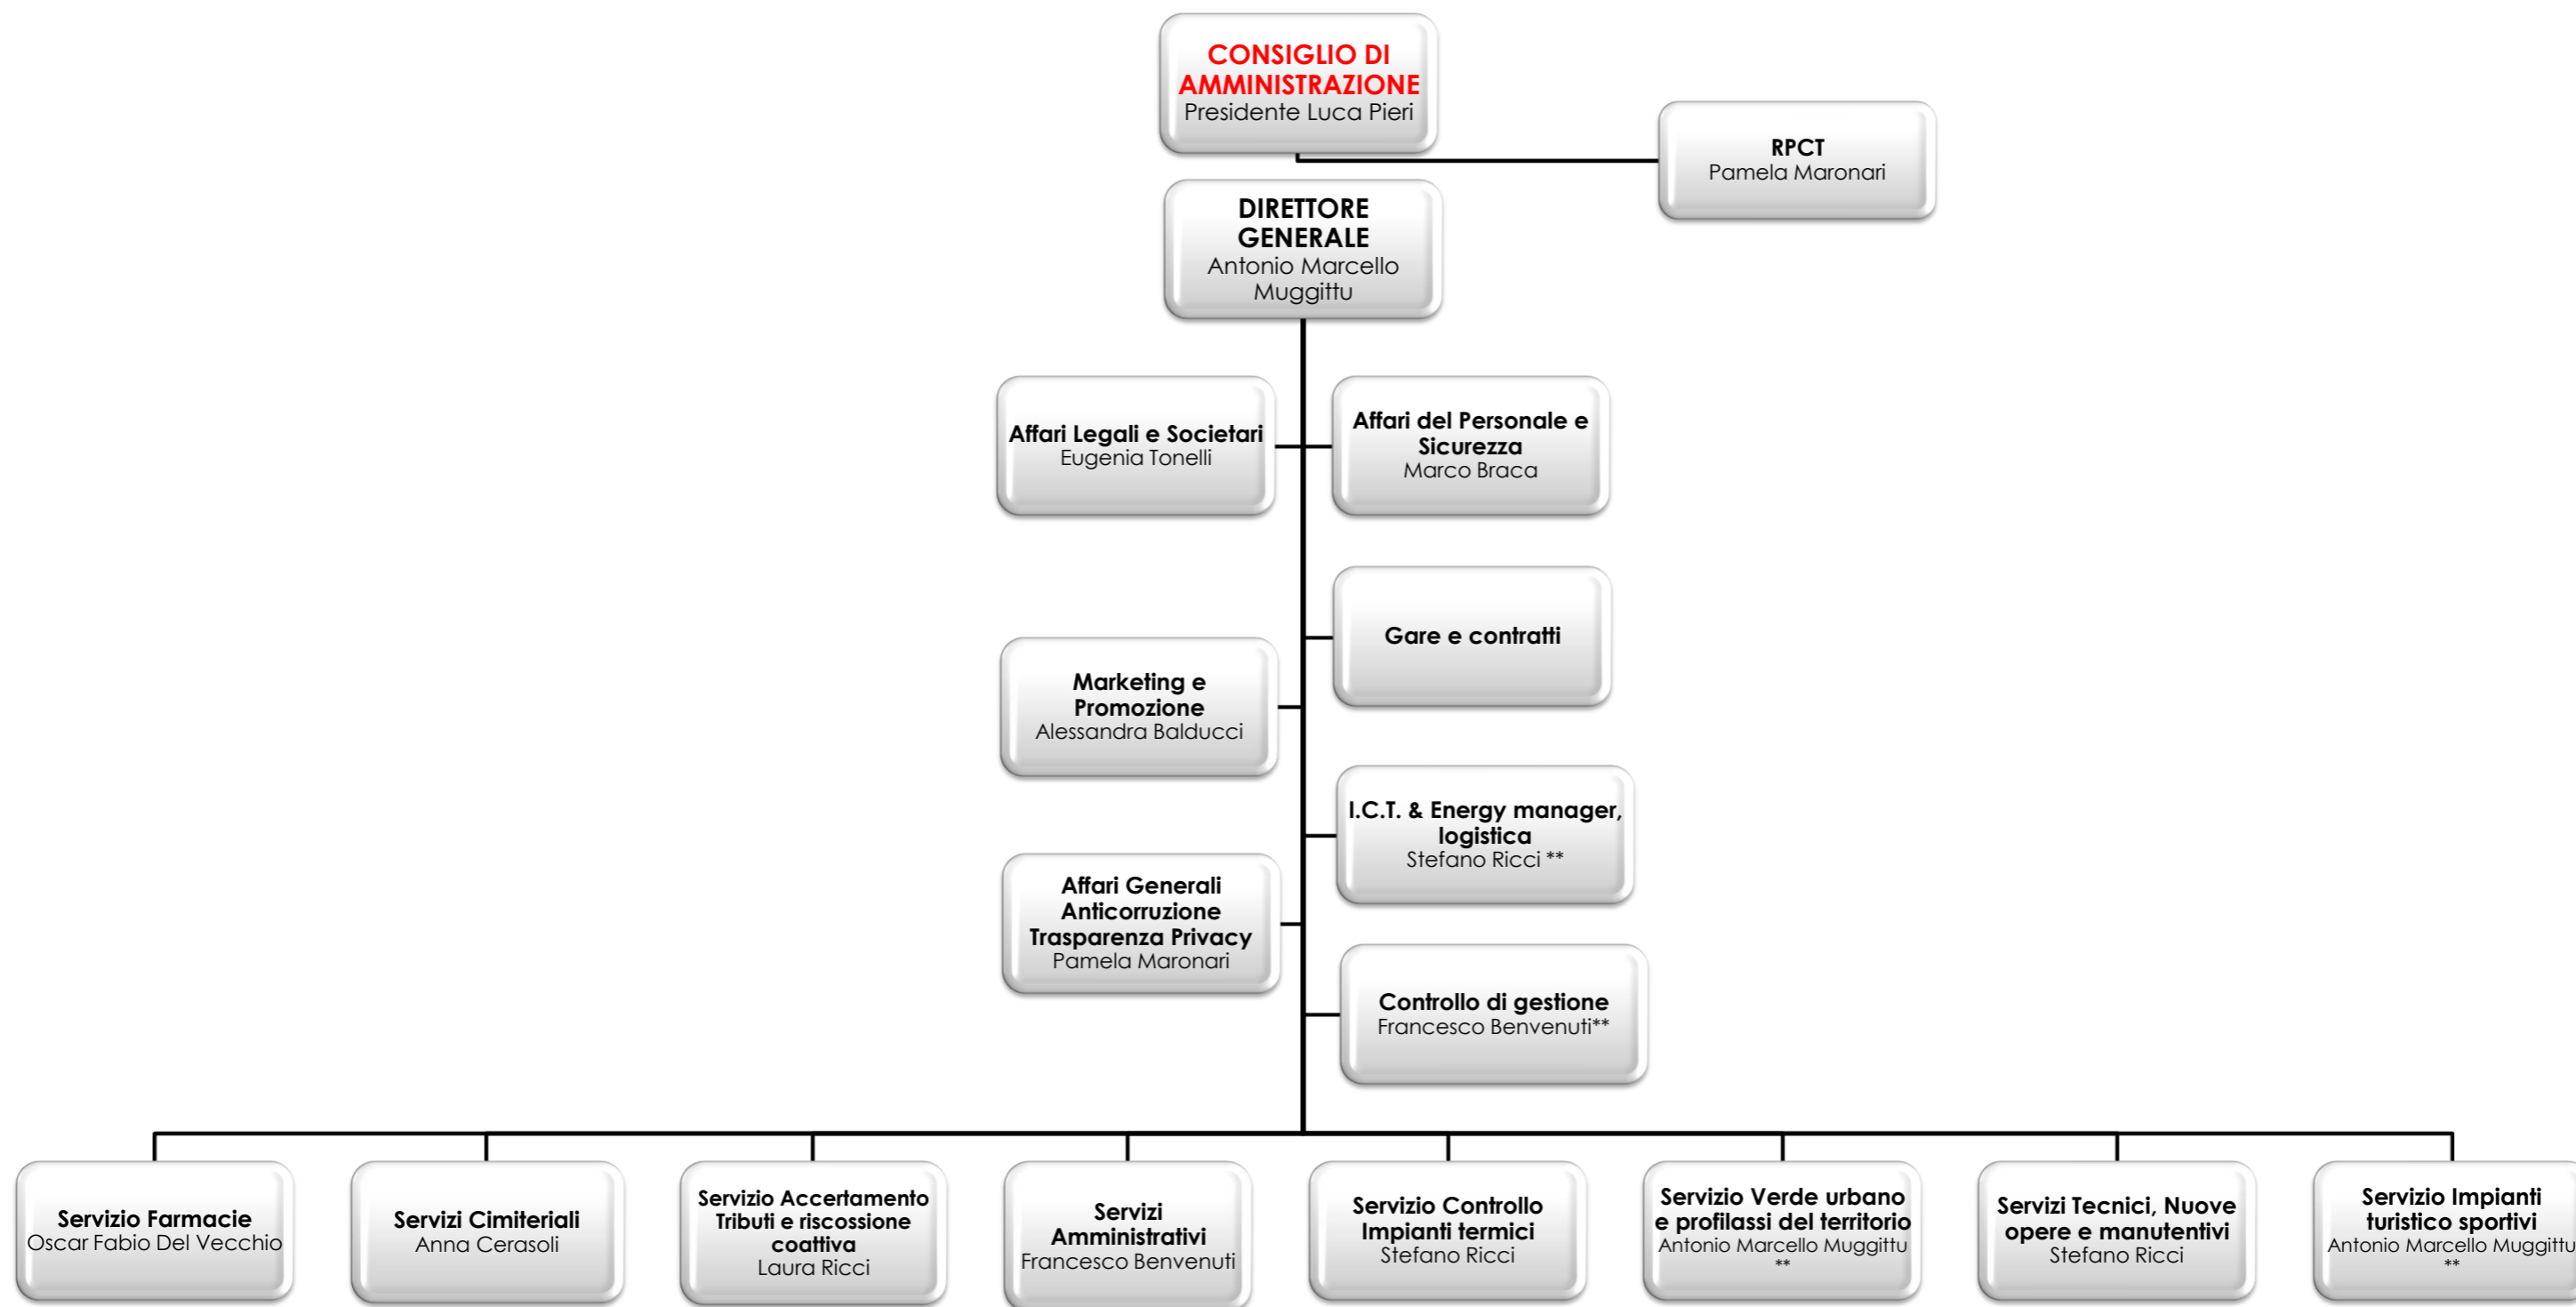 CONSIGLIO DI
AMMINISTRAZIONE
Presidente Luca Pieri
RPCT
Pamela Maronari
DIRETTORE
GENERALE
Antonio Marcello
Muggittu
Affari Legali e Societari
Eugenia Tonelli
Affari del Personale e
Sicurezza
Marco Braca
Gare e contratti
Marketing e
Promozione
Alessandra Balducci
I.C.T. & Energy manager,
logistica
Stefano Ricci **
Affari Generali
Anticorruzione
Trasparenza Privacy
Pamela Maronari
Controllo di gestione
Francesco Benvenuti**
Servizio Farmacie
Oscar Fabio Del Vecchio
Servizi Cimiteriali
Anna Cerasoli
Servizio Accertamento
Tributi e riscossione
coattiva
Laura Ricci
Servizi
Amministrativi
Francesco Benvenuti
Servizio Controllo
Impianti termici
Stefano Ricci
Servizio Verde urbano
e profilassi del territorio
Antonio Marcello Muggittu
**
Servizi Tecnici, Nuove
opere e manutentivi
Stefano Ricci
Servizio Impianti
turistico sportivi
Antonio Marcello Muggittu
**